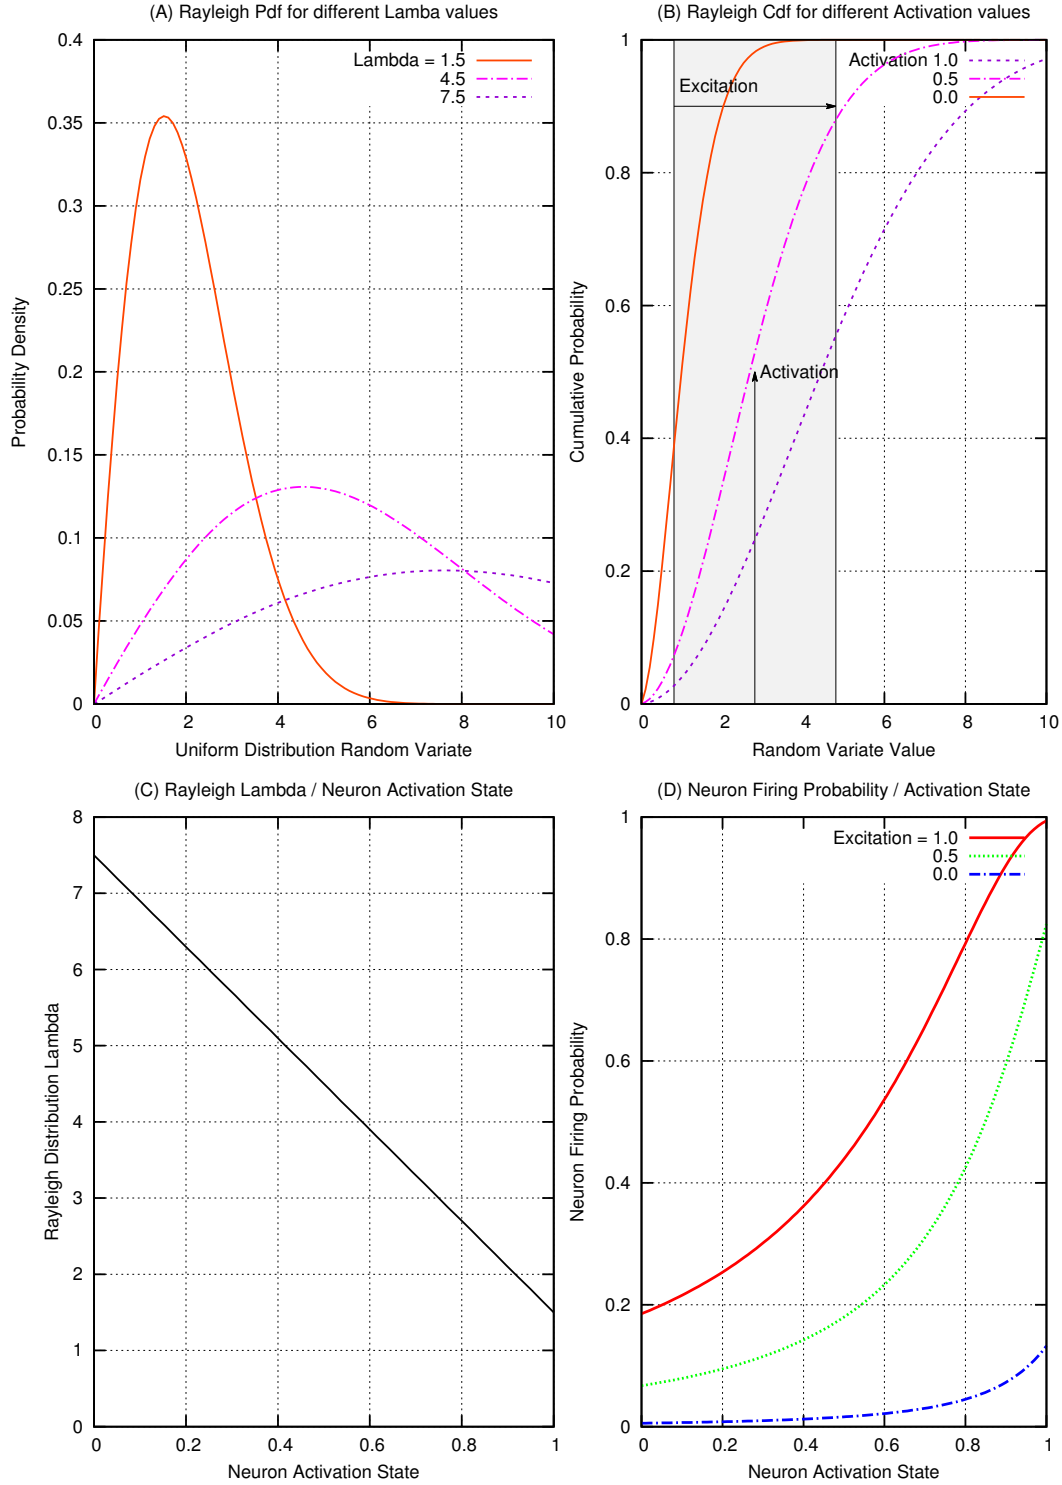 (A) Rayleigh Pdf for different Lamba values
Lambda = 1.5
4.5
7.5
0.4
0.35
0.3
0.25
0.2
0.15
0.1
0.05
0
0 2 4 6 8 10
Probability Density
Uniform Distribution Random Variate
(B) Rayleigh Cdf for different Activation values
Activation 1.0
0.5
0.0
Excitation
Activation
1
0.8
0.6
0.4
0.2
0
0 2 4 6 8 10
Cumulative Probability
Random Variate Value
(C) Rayleigh Lambda / Neuron Activation State
8
7
6
5
4
3
2
1
0
0 0.2 0.4 0.6 0.8 1
Rayleigh Distribution Lambda
Neuron Activation State
(D) Neuron Firing Probability / Activation State
Excitation = 1.0
0.5
0.0
1
0.8
0.6
0.4
0.2
0
0 0.2 0.4 0.6 0.8 1
Neuron Firing Probability
Neuron Activation State